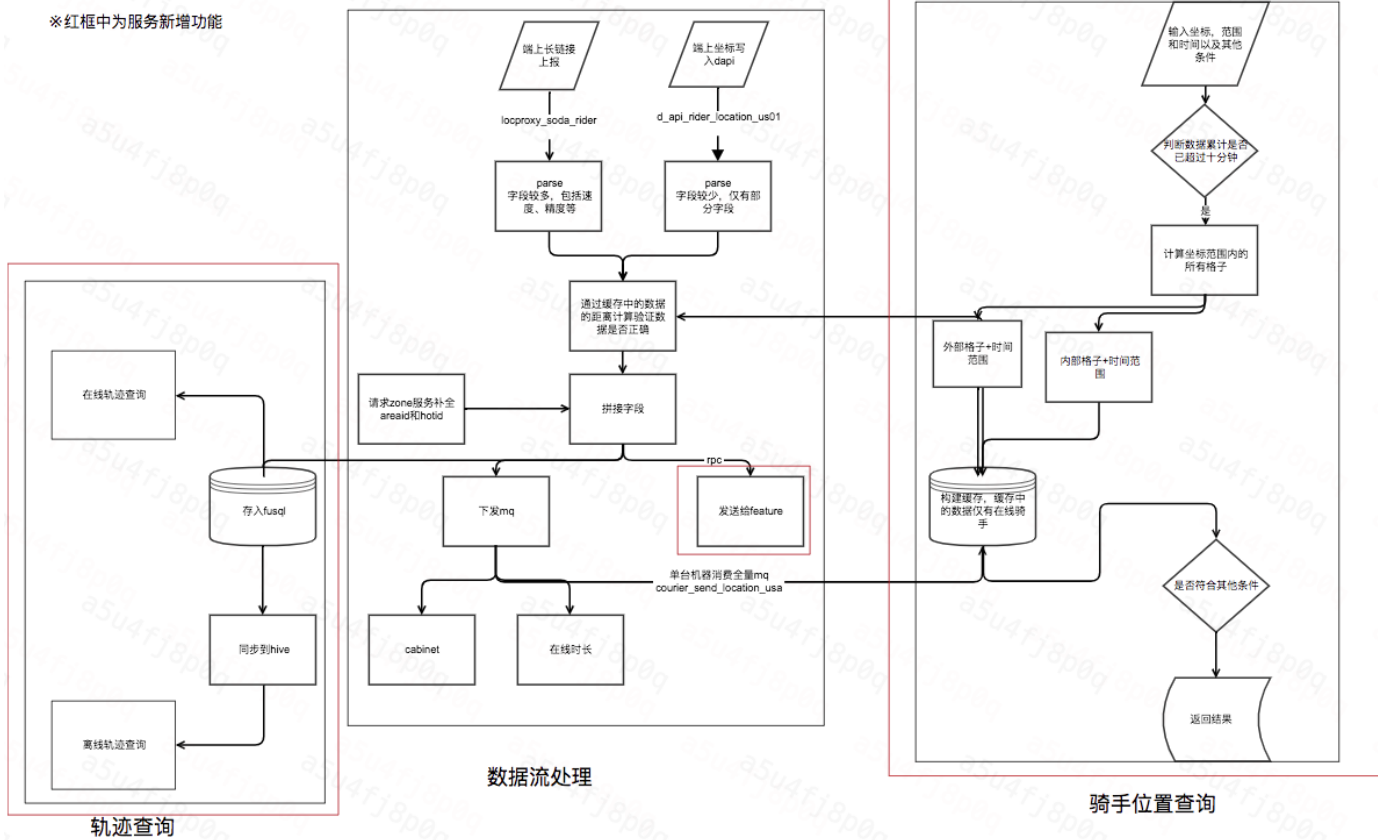 ※红框中为服务新增功能
端上长链接
上报
端上坐标写
入dapi
locproxy_soda_rider
d_api_rider_location_us01
parse
字段较多，包括速
度、精度等
parse
字段较少，仅有部
分字段
通过缓存中的数据
的距离计算验证数
据是否正确
请求zone服务补全
areaid和hotid
拼接字段
rpc
下发mq
发送给feature
单台机器消费全量mq
courier_send_location_usa
cabinet
在线时长
数据流处理
在线轨迹查询
存入fusql
同步到hive
离线轨迹查询
轨迹查询
输入坐标，范围
和时间以及其他
条件
判断数据累计是否
已超过十分钟
是
计算坐标范围内的
所有格子
外部格子+时间
范围
内部格子+时间范
围
构建缓存，缓存中
的数据仅有在线骑
手
是否符合其他条件
返回结果
骑手位置查询
a5u4fj8p0q